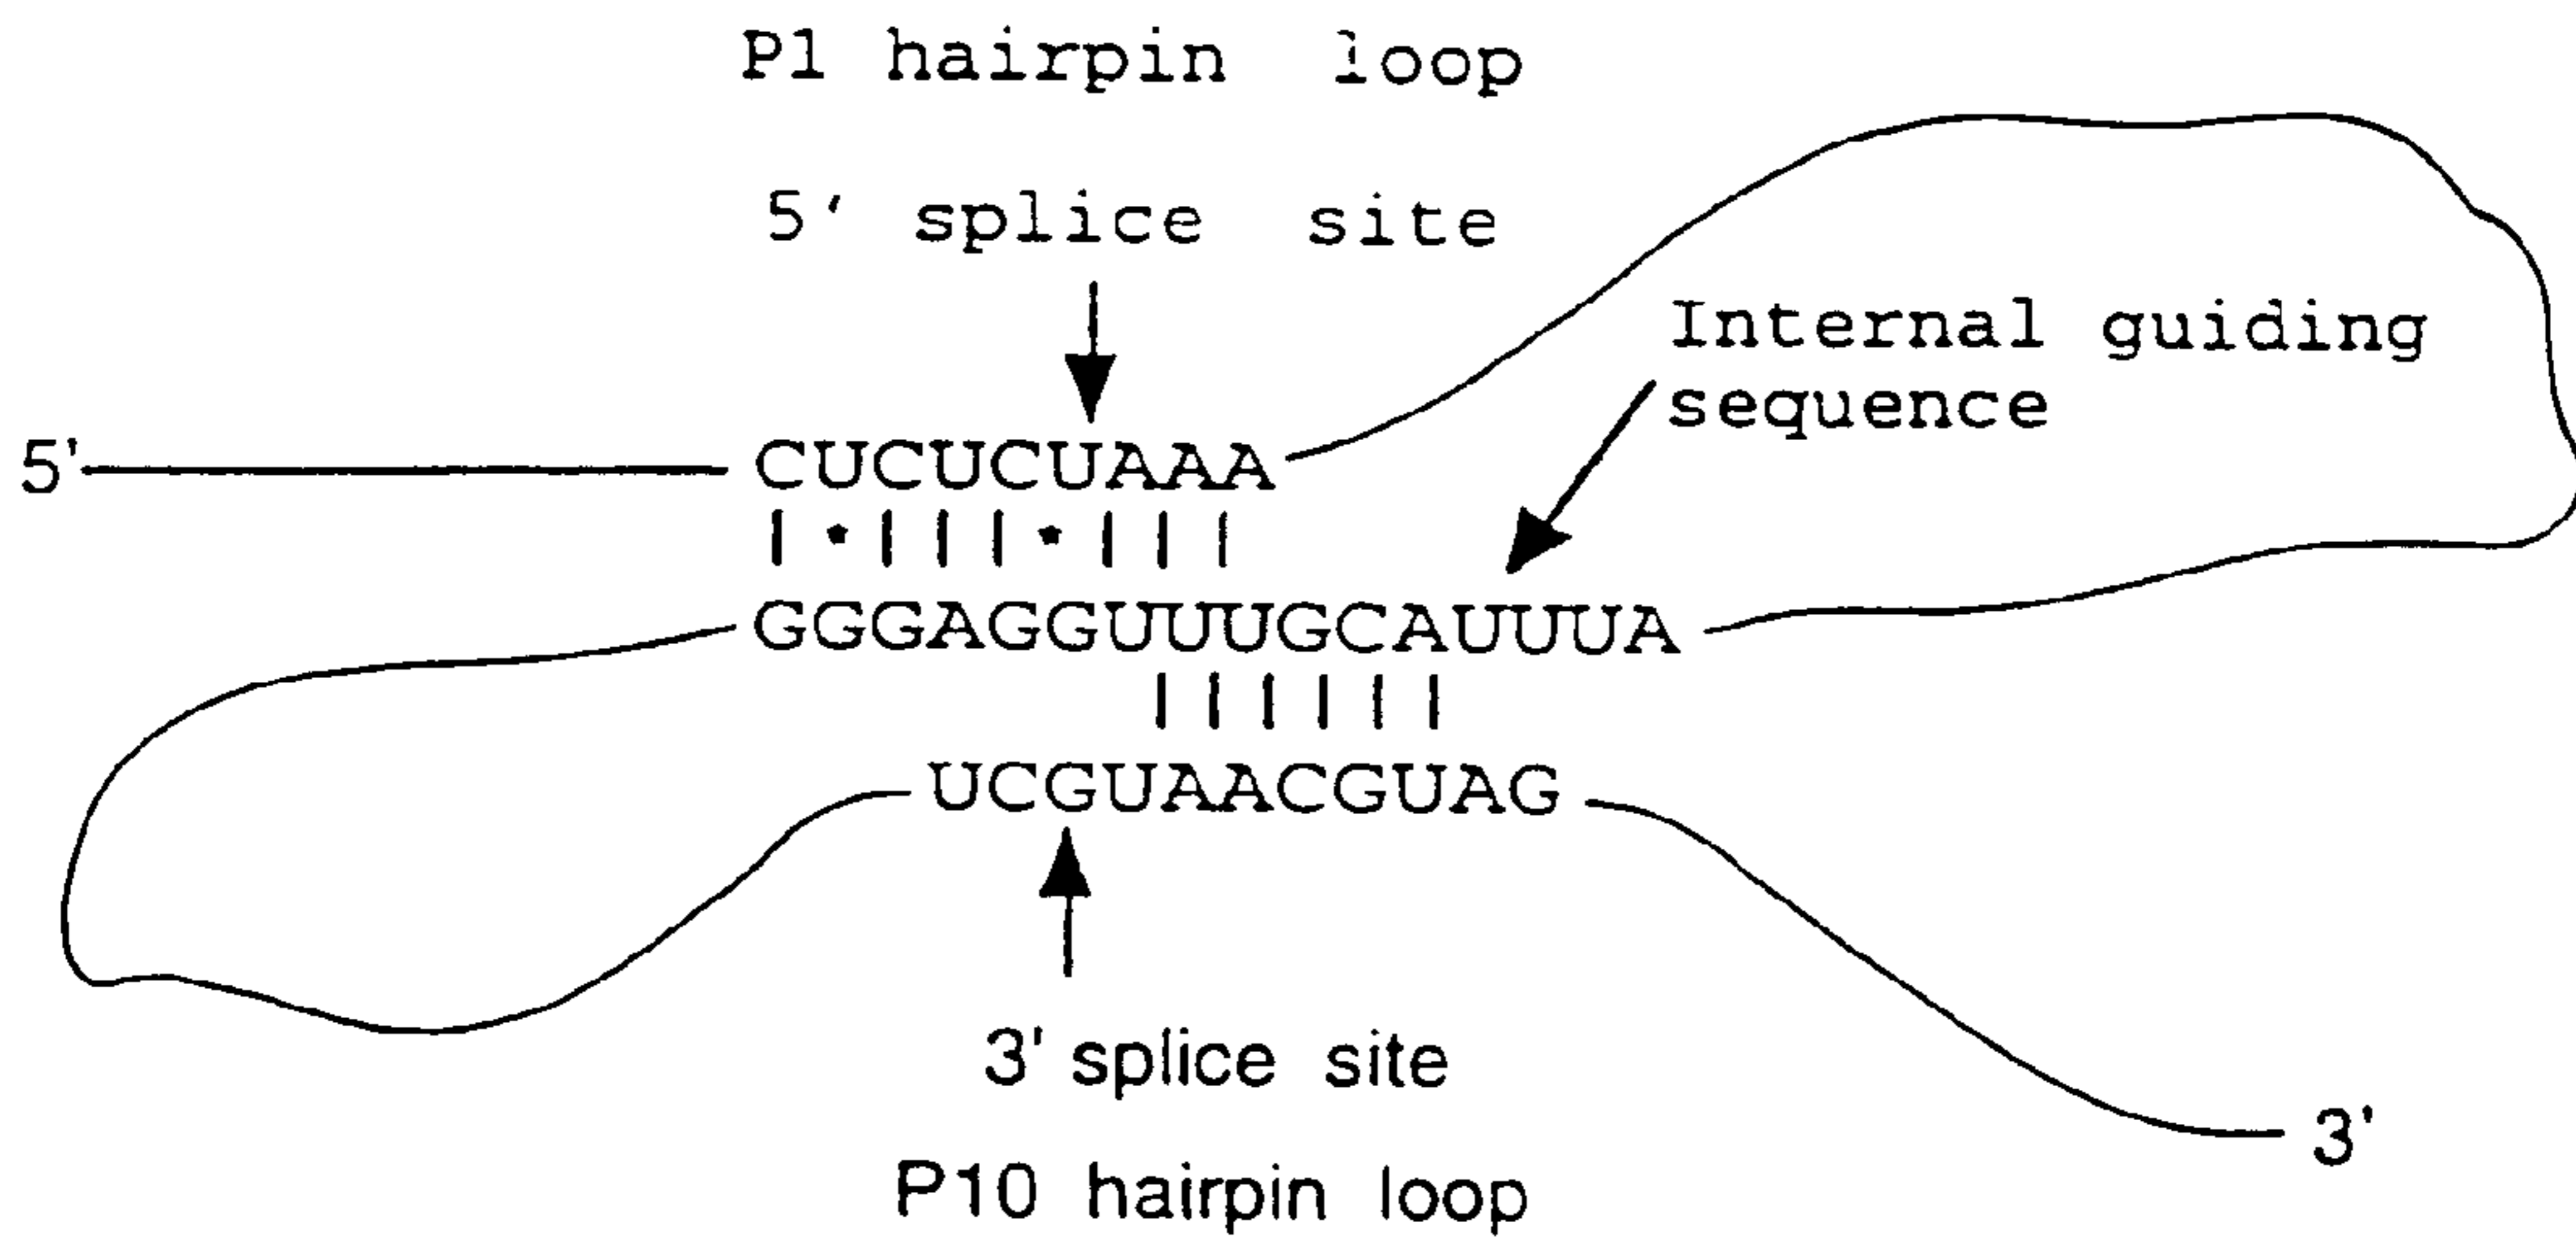 P1 hairpin loop
5' splice site
Internal guiding
sequence
5' CUCUCUAAA
GGGAGGUUUGCAUUUA
UCGUAACGUAG
3' splice site
3'
P10 hairpin loop